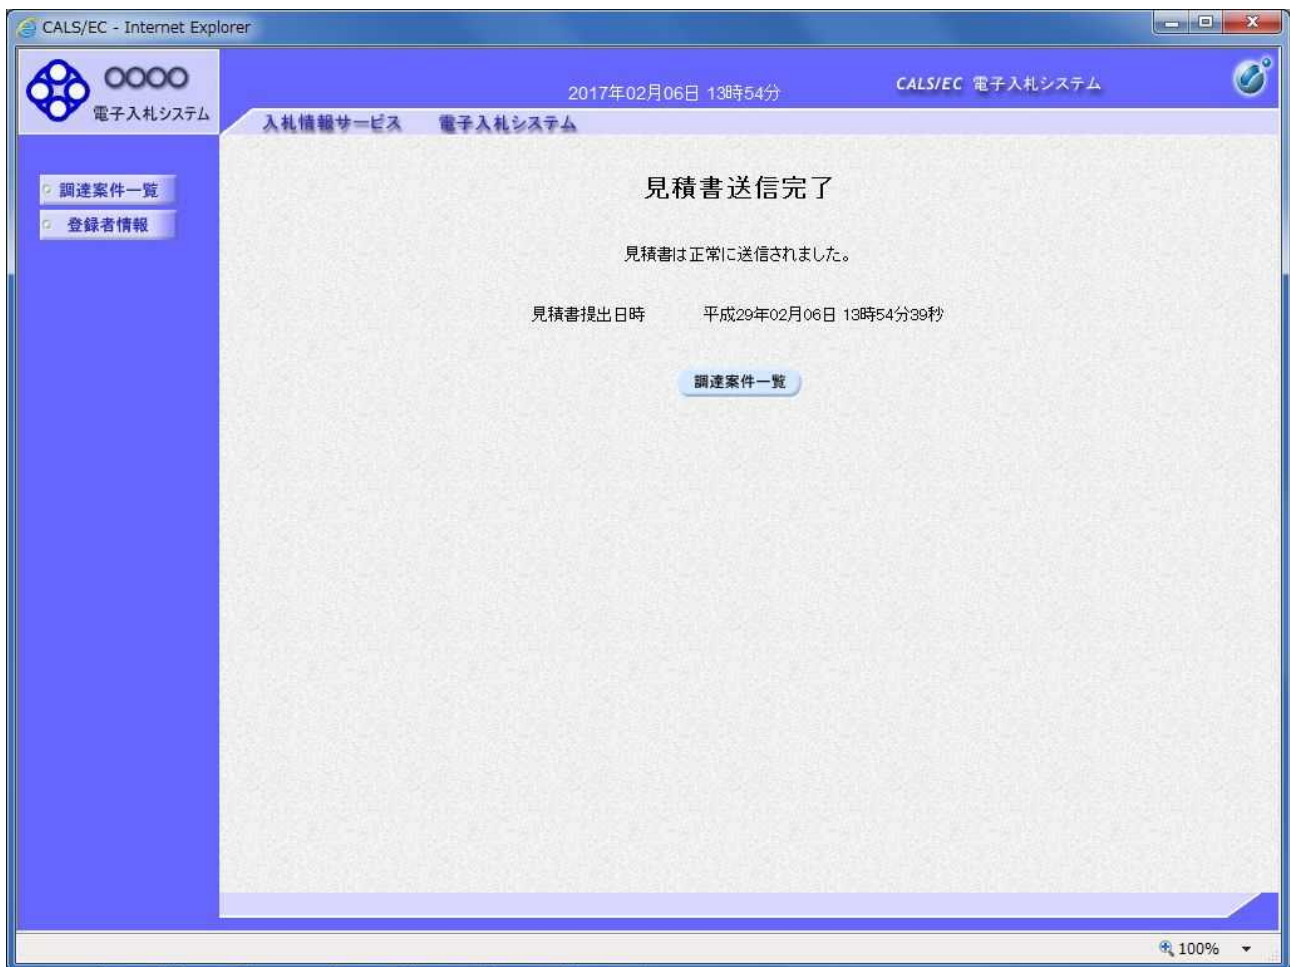 CALS/EC - Internet Explorer
○○○○
電子入札システム
2017年02月06日 13時54分
CALS/EC 電子入札システム
入札情報サービス 電子入札システム
調達案件一覧
登録者情報
見積書送信完了
見積書は正常に送信されました。
見積書提出日時 平成29年02月06日 13時54分39秒
調達案件一覧
100%